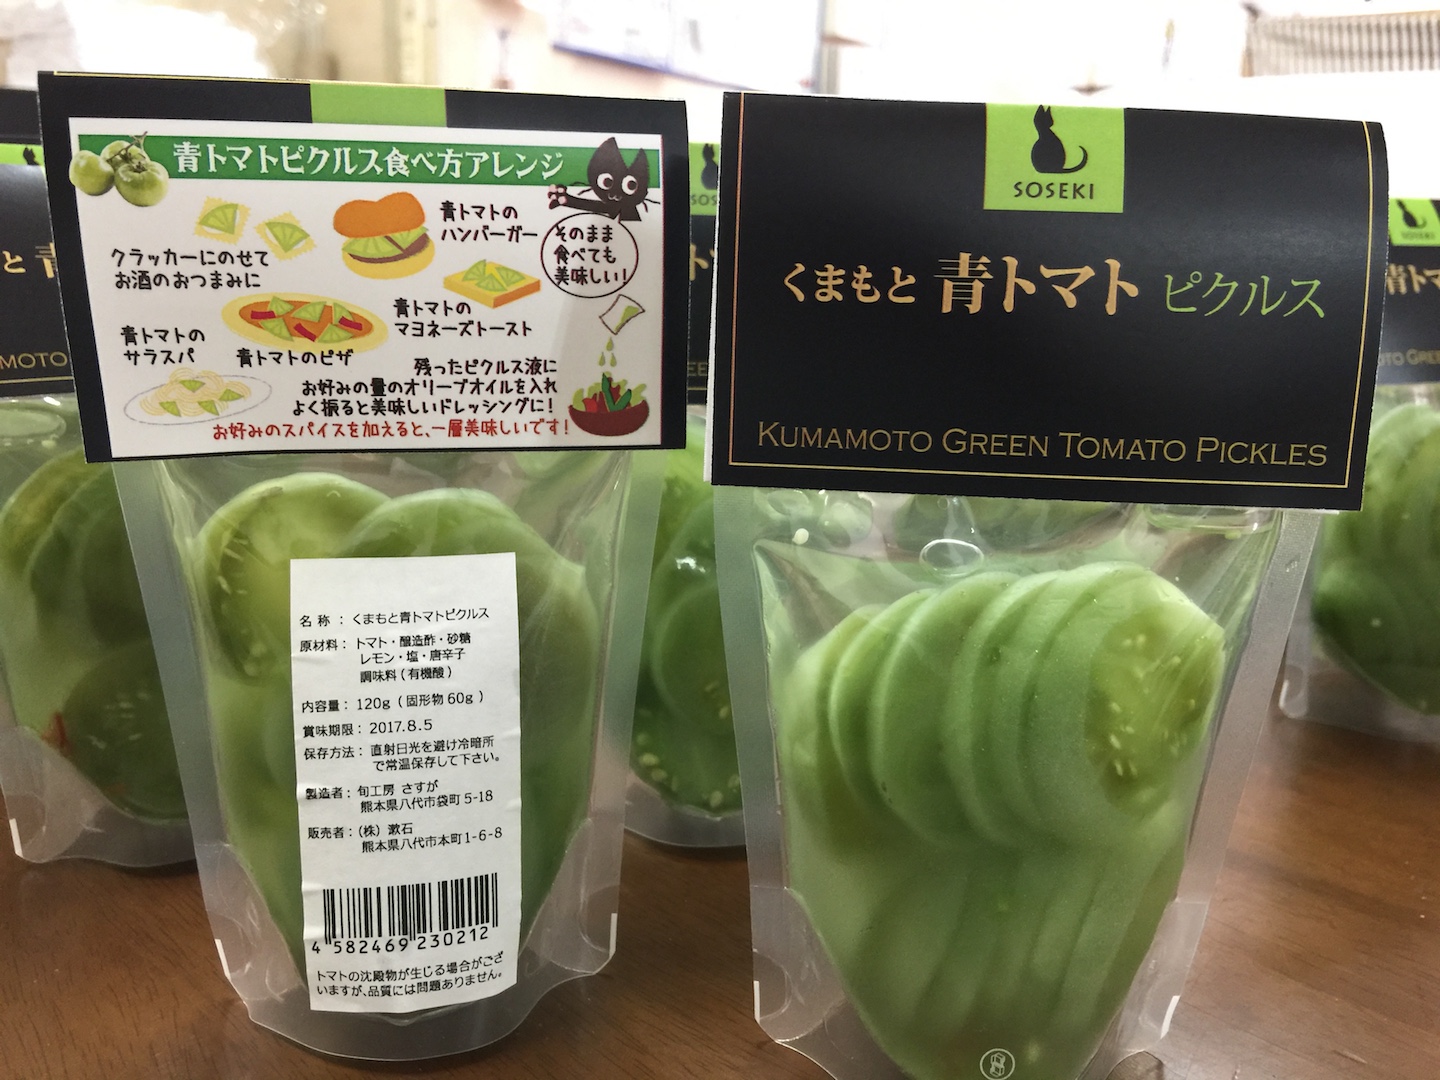 青トマトピクルス食べ方アレンジ
クラッカーにのせて
お酒のおつまみに
青トマトの
ハンバーガー
そのまま
食べても
美味しい!
青トマトの
マヨネーズトースト
青トマトの
サラスパ
青トマトのピザ
残ったピクルス液に
お好みの量のオリーブオイルを入れ
よく振ると美味しいドレッシングに!
お好みのスパイスを加えると、一層美味しいです!
名称：くまもと青トマトピクルス
原材料：トマト・醸造酢・砂糖
レモン・塩・唐辛子
調味料（有機酸）
内容量：120g（固形物60g）
賞味期限：2017.8.5
保存方法：直射日光を避け冷暗所
で常温保存して下さい。
製造者：旬工房 さすが
熊本県八代市袋町5-18
販売者：（株）漱石
熊本県八代市本町1-6-8
4 582469 230212
トマトの沈殿物が生じる場合がござ
いますが、品質には問題ありません。
SOSEKI
くまもと 青トマト ピクルス
KUMAMOTO GREEN TOMATO PICKLES